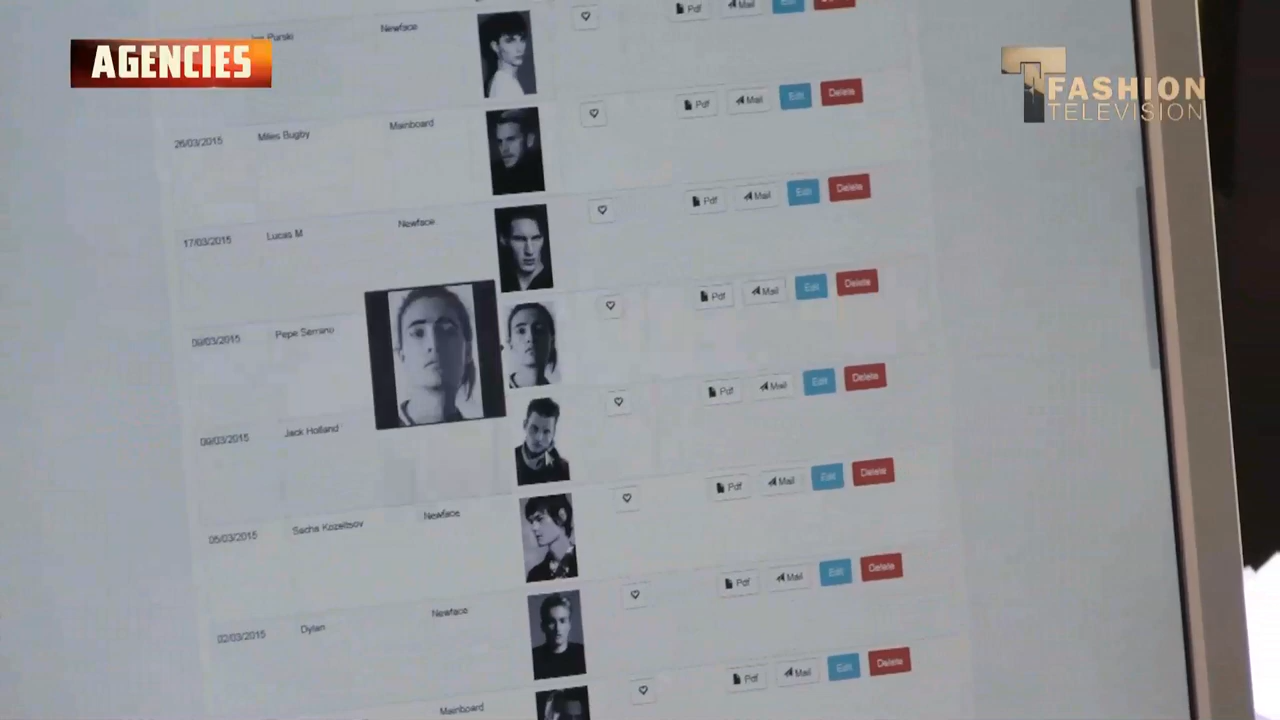 AGENCIES
FASHION
TELEVISION
Newface
Pdf Mail Edit
26/03/2015 Miles Bugby Mainboard Pdf Mail Edit Delete
17/03/2015 Lucas M Newface Pdf Mail Edit Delete
09/03/2015 Pepe Pdf Mail Edit Delete
09/03/2015 Jack Holland Pdf Mail Edit Delete
05/03/2015 Sacha Kozeltsov Newface Pdf Mail Edit Delete
02/03/2015 Dylan Newface Pdf Mail Edit Delete
Mainboard Pdf Mail Edit Delete